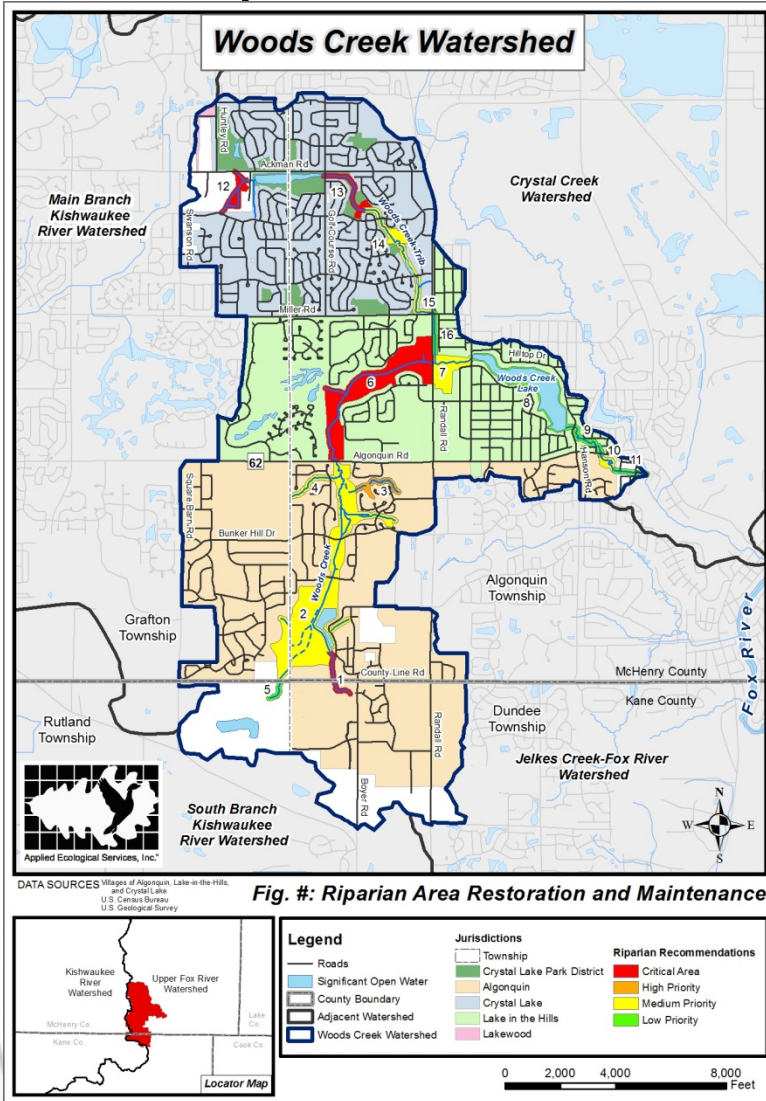 Woods Creek Watershed
Huntley Rd
Ackman Rd
12
13
Main Branch
Kishwaukee
River Watershed
Crystal Creek
Watershed
Swanson Rd
Golf Course Rd
Woods Creek Trib
14
15
Miller Rd
16
Hilltop Dr
6
7
Woods Creek
Lake
8
Randall Rd
9
10
11
Hanson Rd
62
Algonquin Rd
Square Barn Rd
4
3
Bunker Hill Dr
Woods Creek
Algonquin
Township
Grafton
Township
2
Fox River
County-Line Rd
McHenry County
5
1
Kane County
Rutland
Township
Dundee
Township
Randall Rd
Jelkes Creek-Fox River
Watershed
Boyer Rd
South Branch
Kishwaukee
River Watershed
N
W
E
S
Applied Ecological Services, Inc.®
DATA SOURCES Villages of Algonquin, Lake-in-the-Hills,
and Crystal Lake
U.S. Census Bureau
U.S. Geological Survey
Fig. #: Riparian Area Restoration and Maintenance
Kishwaukee
River
Watershed
Upper Fox River
Watershed
McHenry Co.
Kane Co.
Lake
Co.
Cook Co.
Locator Map
Legend
Roads
Significant Open Water
County Boundary
Adjacent Watershed
Woods Creek Watershed
Jurisdictions
Township
Crystal Lake Park District
Algonquin
Crystal Lake
Lake in the Hills
Lakewood
Riparian Recommendations
Critical Area
High Priority
Medium Priority
Low Priority
0 2,000 4,000 8,000
Feet